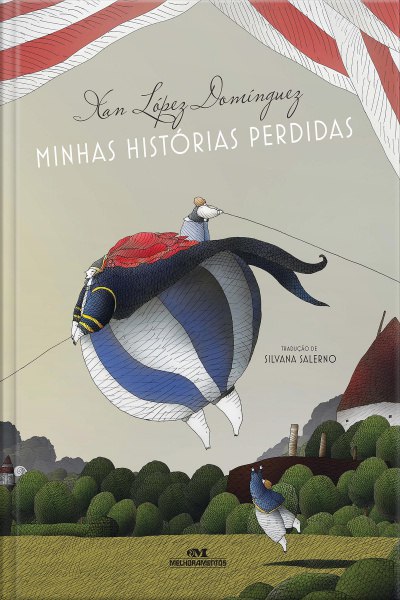 Xan López Domínguez
MINHAS HISTÓRIAS PERDIDAS
TRADUÇÃO DE
SILVANA SALERNO
MELHORAMENTOS